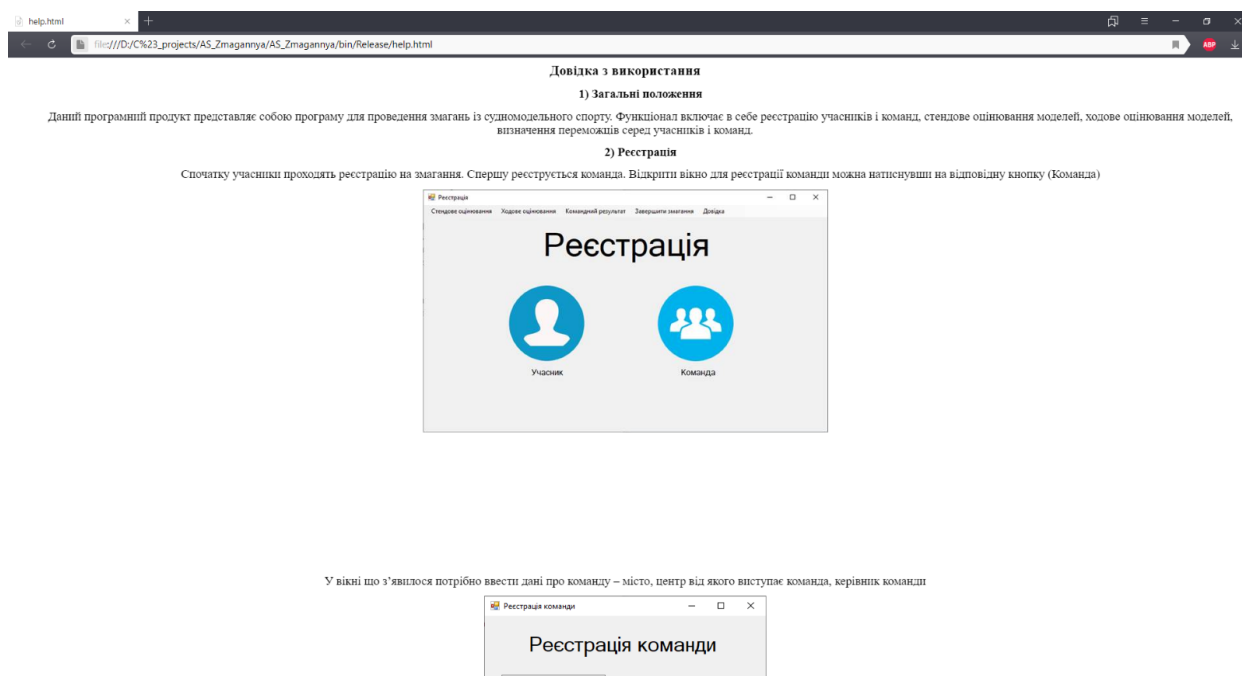 help.html
file:///D:/C%23_projects/AS_Zmagannya/AS_Zmagannya/bin/Release/help.html
ABP
Довідка з використання
1) Загальні положення
Даний програмний продукт представляє собою програму для проведення змагань із судномодельного спорту. Функціонал включає в себе реєстрацію учасників і команд, стендове оцінювання моделей, ходове оцінювання моделей,
визначення переможців серед учасників і команд.
2) Реєстрація
Спочатку учасники проходять реєстрацію на змагання. Спершу реєструється команда. Відкрити вікно для реєстрації команди можна натиснувши на відповідну кнопку (Команда)
Реєстрація
Стендове оцінювання Ходове оцінювання Командний результат Завершити змагання Довідка
Реєстрація
Учасник Команда
У вікні що з’явилося потрібно ввести дані про команду – місто, центр від якого виступає команда, керівник команди
Реєстрація команди
Реєстрація команди